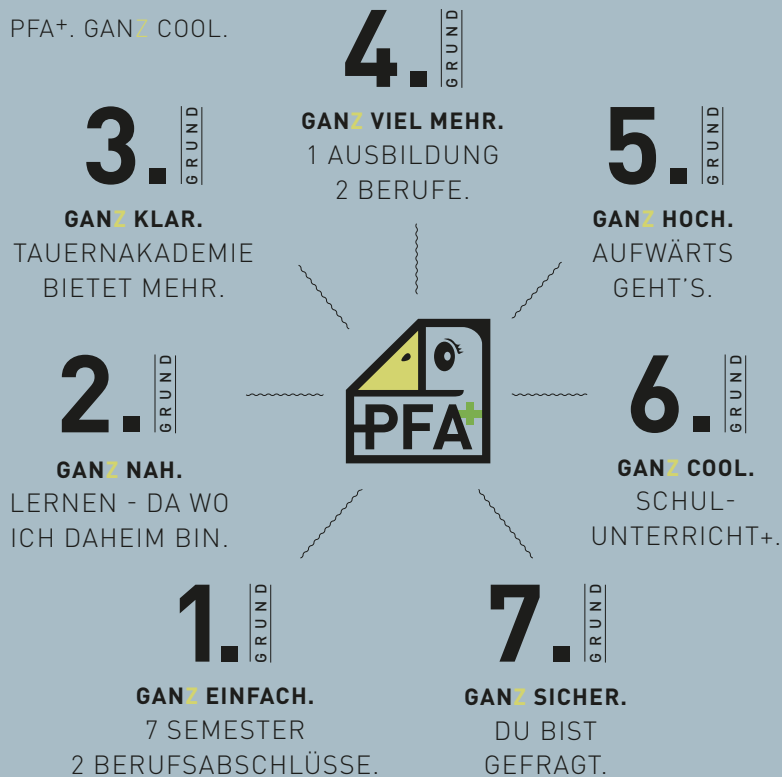 PFA+. GANZ COOL.
4. GRUND
GANZ VIEL MEHR.
1 AUSBILDUNG
2 BERUFE.
3. GRUND
GANZ KLAR.
TAUERNAKADEMIE
BIETET MEHR.
5. GRUND
GANZ HOCH.
AUFWÄRTS
GEHT'S.
2. GRUND
GANZ NAH.
LERNEN - DA WO
ICH DAHEIM BIN.
PFA+
6. GRUND
GANZ COOL.
SCHUL-
UNTERRICHT+.
1. GRUND
GANZ EINFACH.
7 SEMESTER
2 BERUFSABSCHLÜSSE.
7. GRUND
GANZ SICHER.
DU BIST
GEFRAGT.